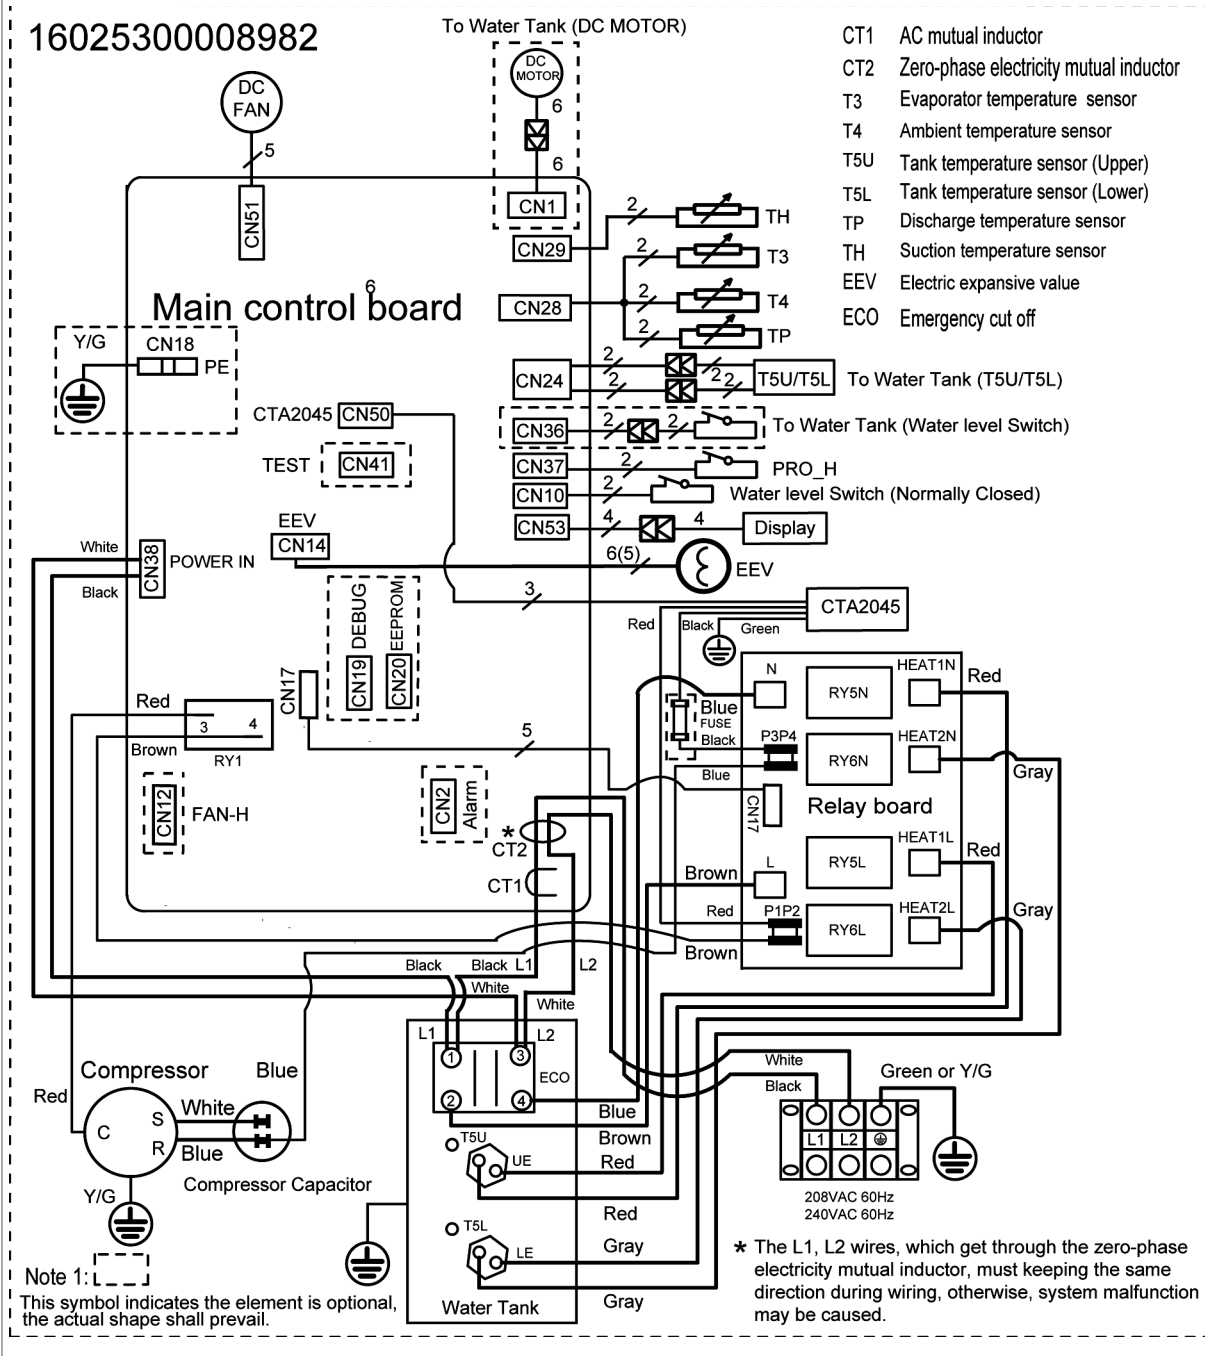 To Water Tank (DC MOTOR)
16025300008982
DC
MOTOR
6
6
DC
FAN
5
CN51
CN1
CT1 AC mutual inductor
CT2 Zero-phase electricity mutual inductor
T3 Evaporator temperature sensor
T4 Ambient temperature sensor
T5U Tank temperature sensor (Upper)
T5L Tank temperature sensor (Lower)
TP Discharge temperature sensor
TH Suction temperature sensor
EEV Electric expansive value
ECO Emergency cut off
CN29 2 TH
2 T3
CN28 2 T4
2 TP
6
Main control board
Y/G CN18 PE
CN24 2 2 2 2 T5U/T5L To Water Tank (T5U/T5L)
CTA2045 CN50
CN36 2 2 To Water Tank (Water level Switch)
TEST CN41
CN37 2 PRO_H
CN10 2 Water level Switch (Normally Closed)
CN53 4 4 Display
EEV
CN14 6(5) EEV
White
Black
CN38 POWER IN
3 CTA2045
Red Black Green
CN19 DEBUG
CN20 EEPROM
CN17
Red
3 4
Brown
RY1
5
N RY5N HEAT1N Red
Blue
FUSE
Black
Blue
P3P4 RY6N HEAT2N Gray
CN17 Relay board
CN12 FAN-H
CN2 Alarm
*
CT2
CT1
Brown L RY5L HEAT1L Red
Red P1P2 RY6L HEAT2L Gray
Brown
Black Black L1 L2
White
White
L1 L2
1 3
ECO
2 4
Blue
Brown
Compressor Blue
Red
C S R
White
Blue
Compressor Capacitor
Y/G
T5U
UE
Red
Red
T5L
LE
Gray
Gray
Water Tank
White
Black
Green or Y/G
L1 L2
208VAC 60Hz
240VAC 60Hz
* The L1, L2 wires, which get through the zero-phase
electricity mutual inductor, must keeping the same
direction during wiring, otherwise, system malfunction
may be caused.
Note 1:
This symbol indicates the element is optional,
the actual shape shall prevail.